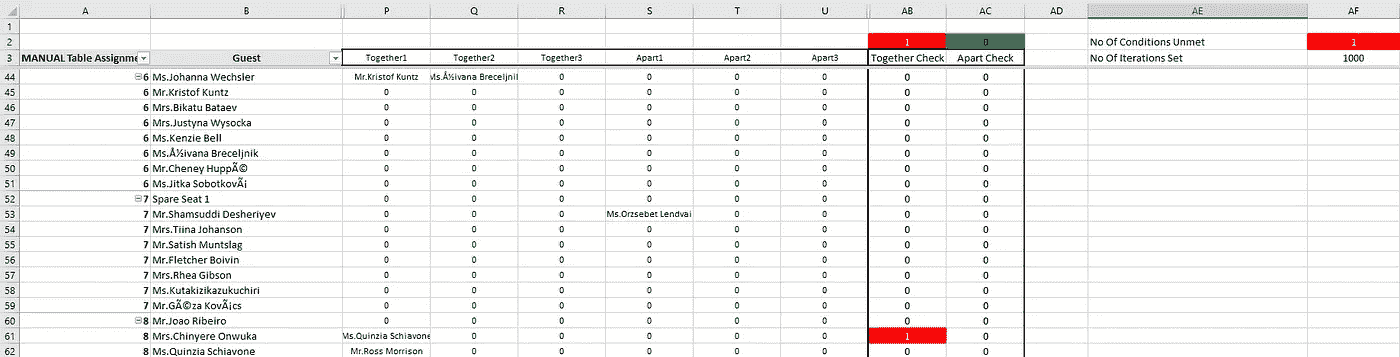 A B P Q R S T U AB AC AD AE AF
1
2 1 0 No Of Conditions Unmet 1
3 MANUAL Table Assignme Guest Together1 Together2 Together3 Apart1 Apart2 Apart3 Together Check Apart Check No Of Iterations Set 1000
44 6 Ms.Johanna Wechsler Mr.Kristof Kuntz Ms.Å½ivana Breceljnik 0 0 0 0 0 0
45 6 Mr.Kristof Kuntz 0 0 0 0 0 0 0 0
46 6 Mrs.Bikatu Bataev 0 0 0 0 0 0 0 0
47 6 Mrs.Justyna Wysocka 0 0 0 0 0 0 0 0
48 6 Ms.Kenzie Bell 0 0 0 0 0 0 0 0
49 6 Ms.Å½ivana Breceljnik 0 0 0 0 0 0 0 0
50 6 Mr.Cheney HuppÃ© 0 0 0 0 0 0 0 0
51 6 Ms.Jitka SobotkovÃ¡ 0 0 0 0 0 0 0 0
52 7 Spare Seat 1 0 0 0 0 0 0 0 0
53 7 Mr.Shamsuddi Desheriyev 0 0 0 Ms.Orzsebet Lendvai 0 0 0 0
54 7 Mrs.Tiina Johanson 0 0 0 0 0 0 0 0
55 7 Mr.Satish Muntslag 0 0 0 0 0 0 0 0
56 7 Mr.Fletcher Boivin 0 0 0 0 0 0 0 0
57 7 Mrs.Rhea Gibson 0 0 0 0 0 0 0 0
58 7 Ms.Kutakizikazukuchiri 0 0 0 0 0 0 0 0
59 7 Mr.GÃ©za KovÃ¡cs 0 0 0 0 0 0 0 0
60 8 Mr.Joao Ribeiro 0 0 0 0 0 0 0 0
61 8 Mrs.Chinyere Onwuka Ms.Quinzia Schiavone 0 0 0 0 0 1 0
62 8 Ms.Quinzia Schiavone Mr.Ross Morrison 0 0 0 0 0 0 0